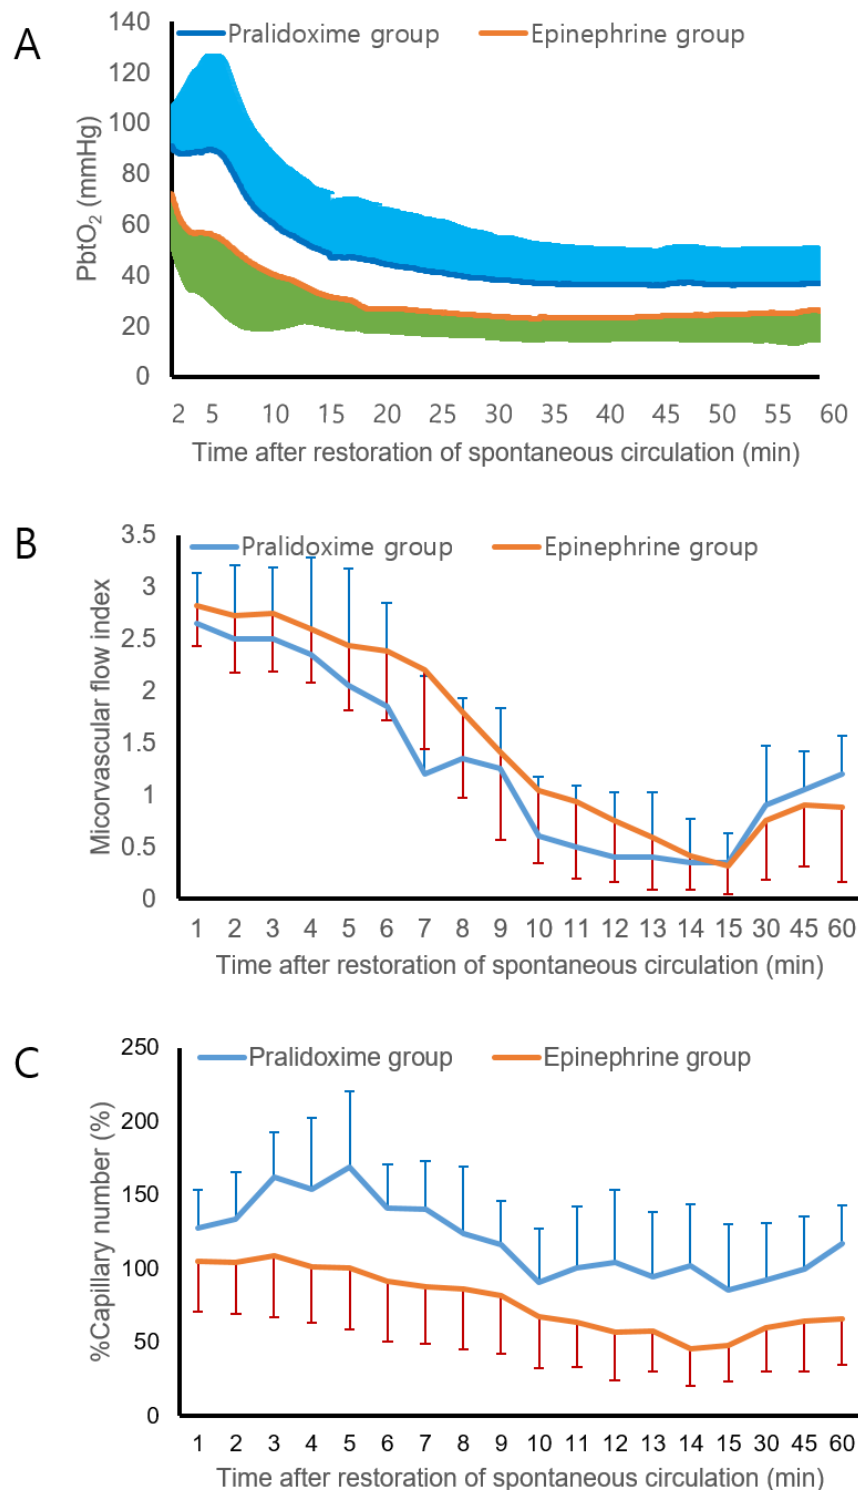 A
Pralidoxime group
Epinephrine group
PbtO₂ (mmHg)
140
120
100
80
60
40
20
0
2 5 10 15 20 25 30 35 40 45 50 55 60
Time after restoration of spontaneous circulation (min)
B
Pralidoxime group
Epinephrine group
Micorvascular flow index
3.5
3
2.5
2
1.5
1
0.5
0
1 2 3 4 5 6 7 8 9 10 11 12 13 14 15 30 45 60
Time after restoration of spontaneous circulation (min)
C
Pralidoxime group
Epinephrine group
%Capillary number (%)
250
200
150
100
50
0
1 2 3 4 5 6 7 8 9 10 11 12 13 14 15 30 45 60
Time after restoration of spontaneous circulation (min)